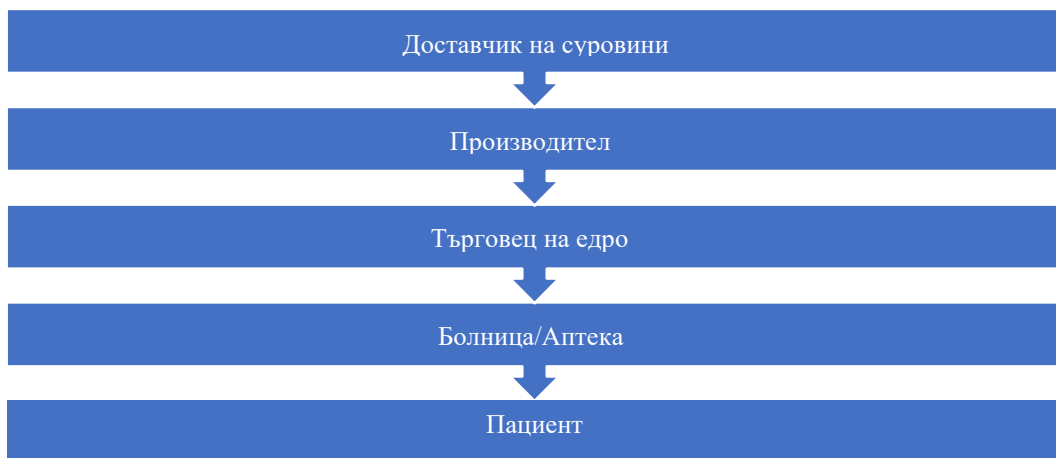 Доставчик на суровини
Производител
Търговец на едро
Болница/Аптека
Пациент